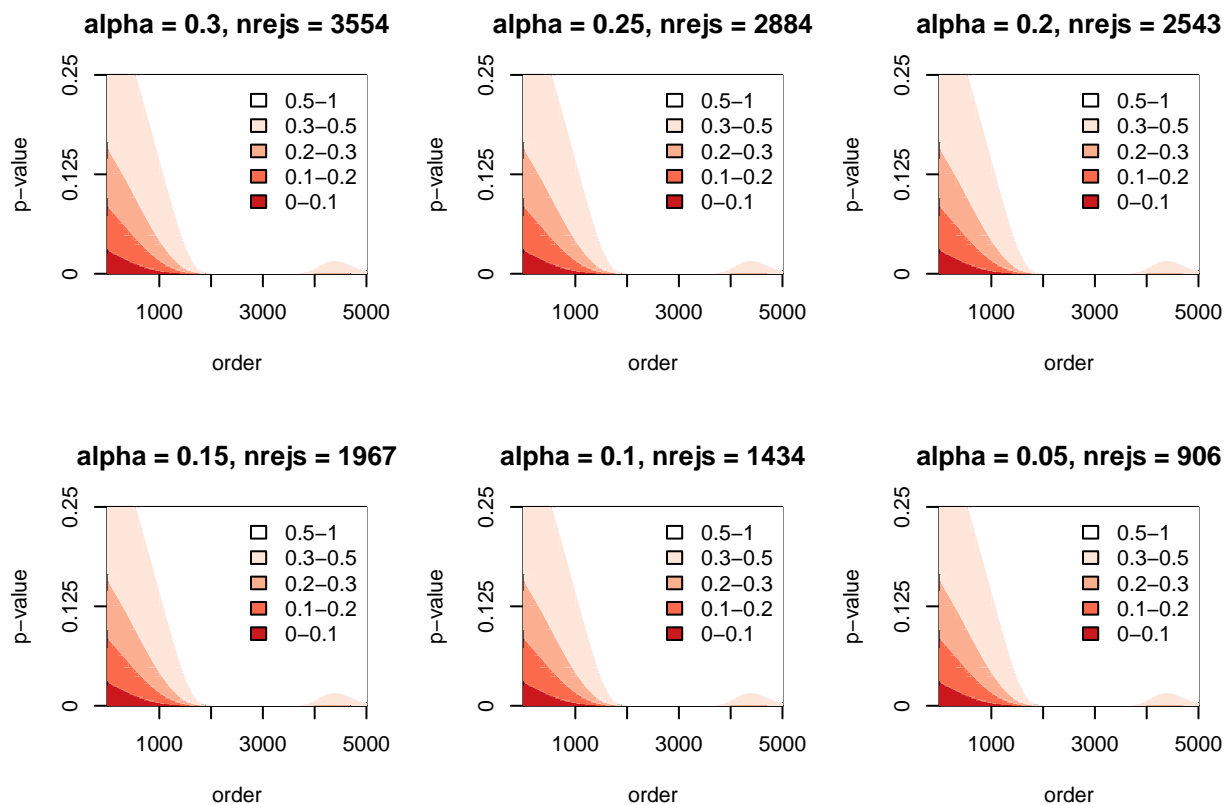 alpha = 0.3, nrejs = 3554
p−value
0.25
0.125
0
0.5−1
0.3−0.5
0.2−0.3
0.1−0.2
0−0.1
1000 3000 5000
order
alpha = 0.25, nrejs = 2884
p−value
0.25
0.125
0
0.5−1
0.3−0.5
0.2−0.3
0.1−0.2
0−0.1
1000 3000 5000
order
alpha = 0.2, nrejs = 2543
p−value
0.25
0.125
0
0.5−1
0.3−0.5
0.2−0.3
0.1−0.2
0−0.1
1000 3000 5000
order
alpha = 0.15, nrejs = 1967
p−value
0.25
0.125
0
0.5−1
0.3−0.5
0.2−0.3
0.1−0.2
0−0.1
1000 3000 5000
order
alpha = 0.1, nrejs = 1434
p−value
0.25
0.125
0
0.5−1
0.3−0.5
0.2−0.3
0.1−0.2
0−0.1
1000 3000 5000
order
alpha = 0.05, nrejs = 906
p−value
0.25
0.125
0
0.5−1
0.3−0.5
0.2−0.3
0.1−0.2
0−0.1
1000 3000 5000
order